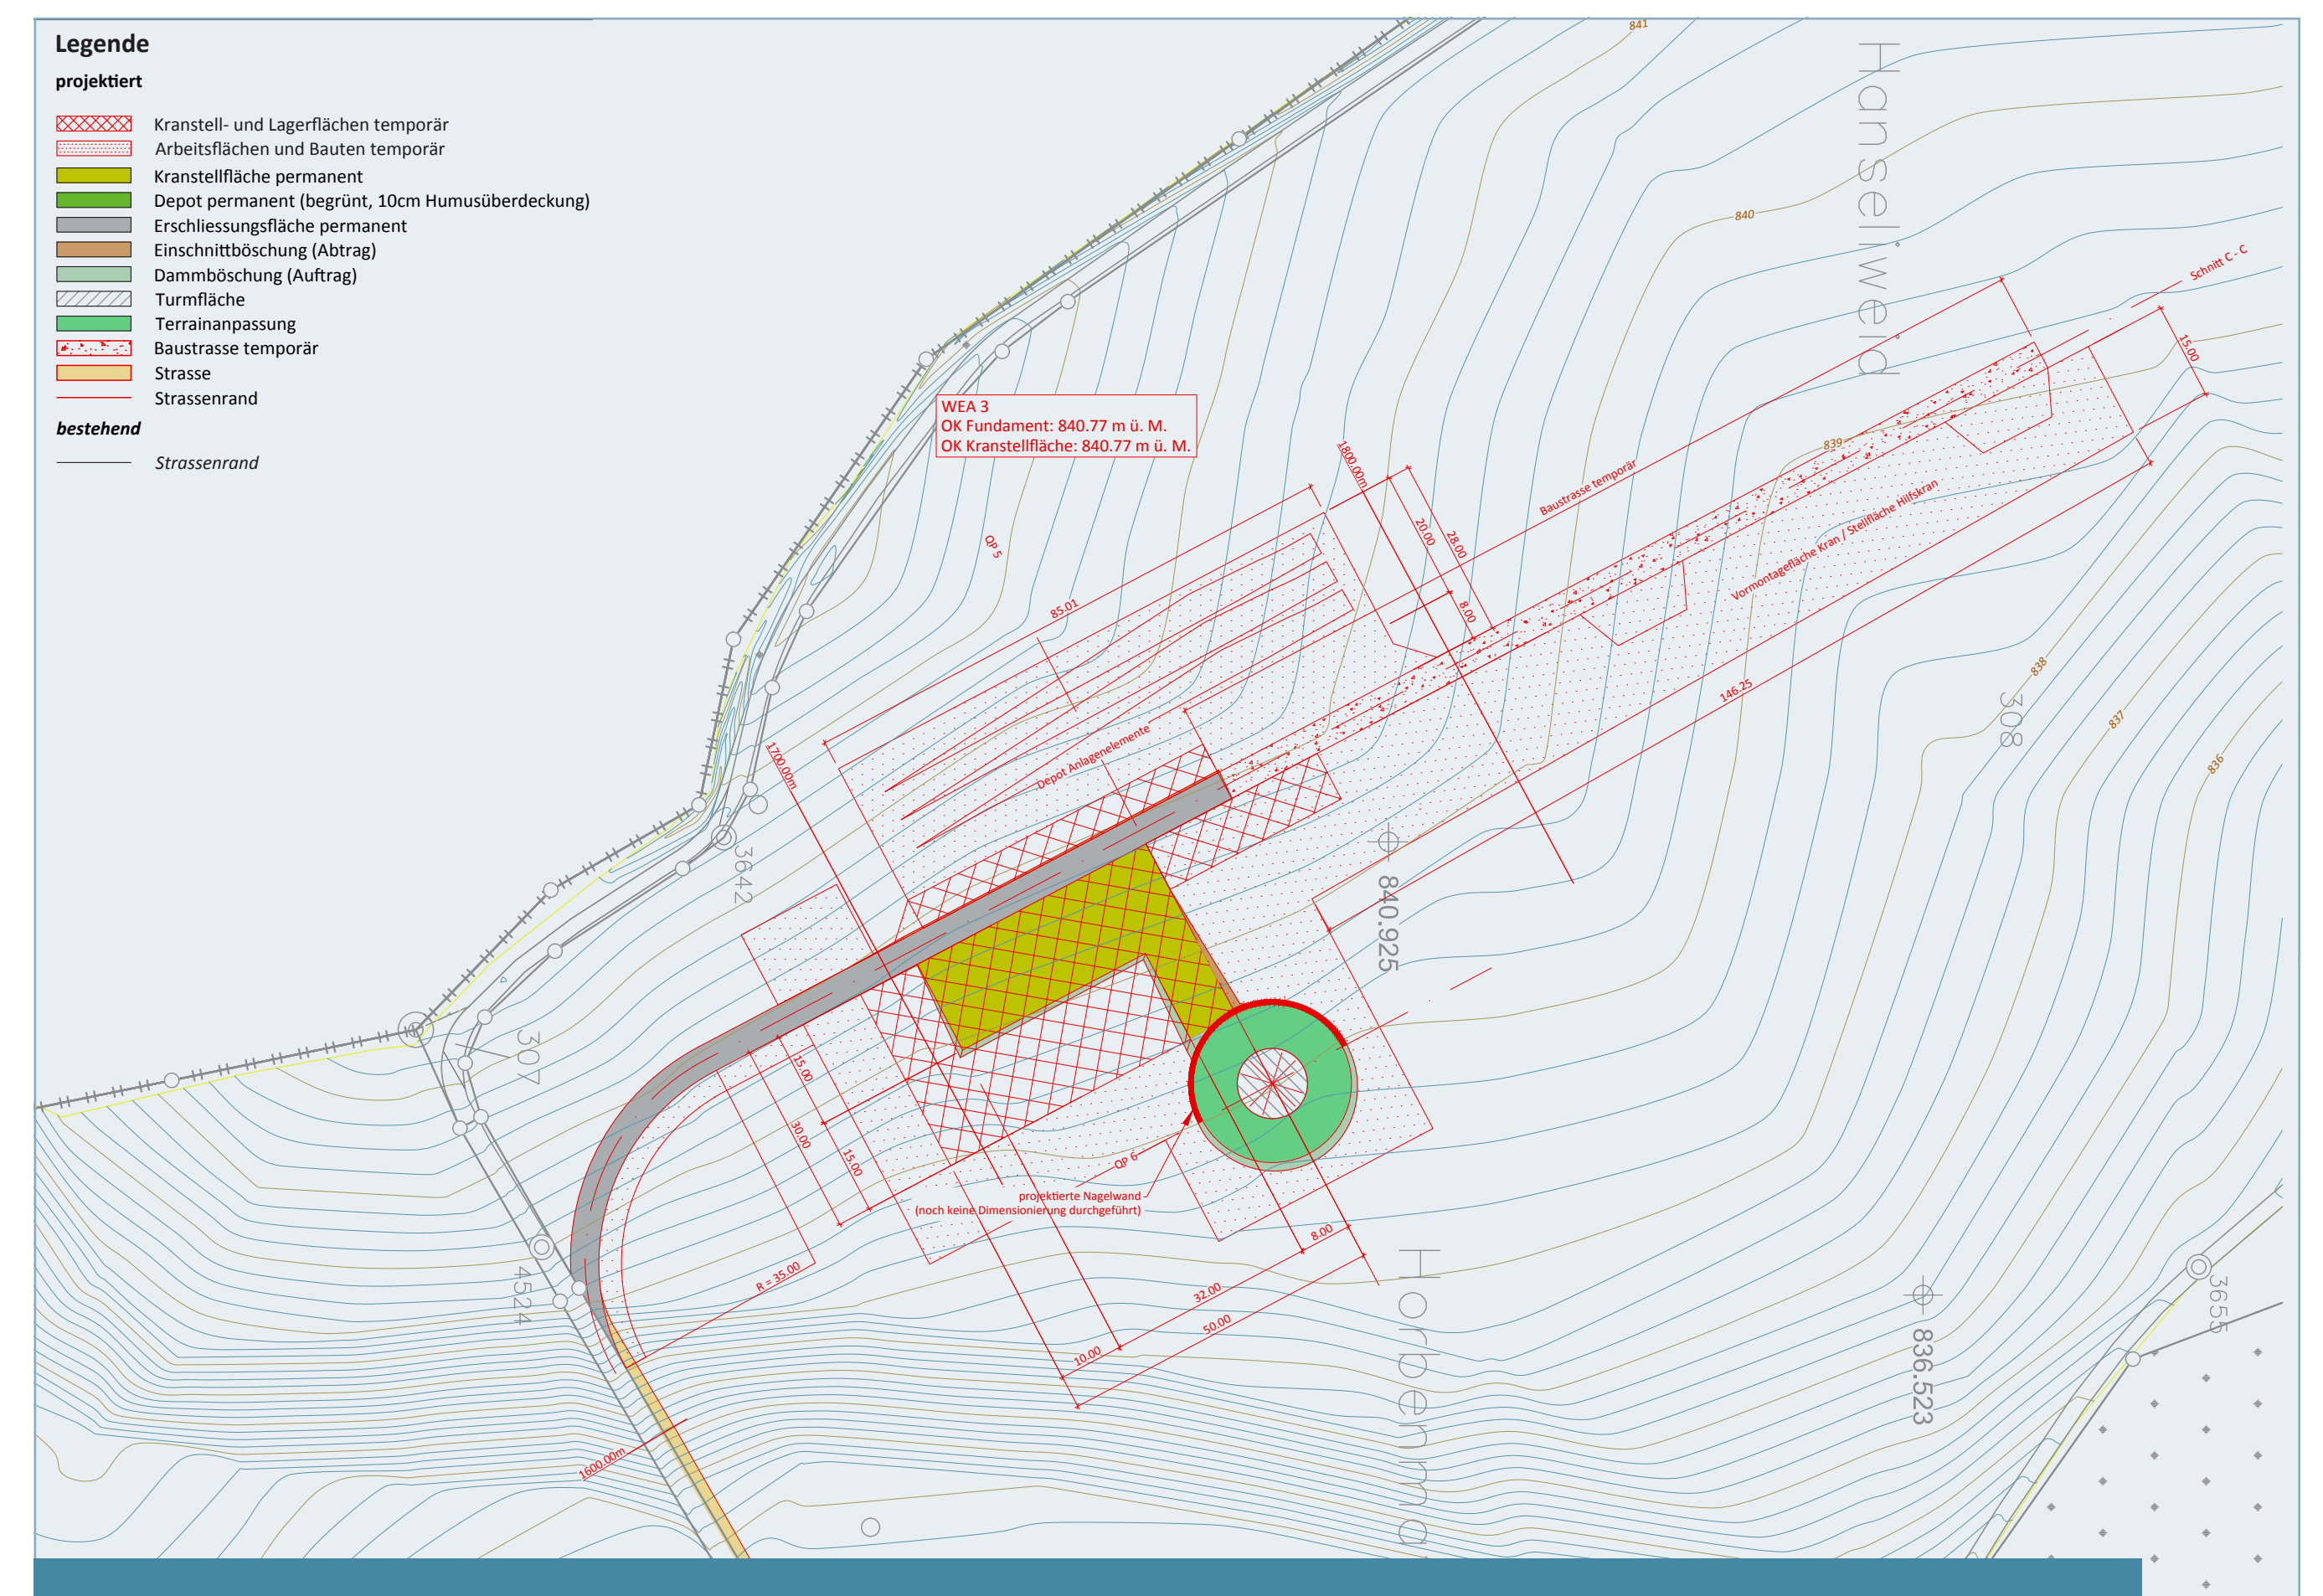 Legende
projektiert
Kranstell- und Lagerflächen temporär
Arbeitsflächen und Bauten temporär
Kranstellfläche permanent
Depot permanent (begrünt, 10cm Humusüberdeckung)
Erschliessungsfläche permanent
Einschnittböschung (Abtrag)
Dammböschung (Auftrag)
Turmfläche
Terrainanpassung
Baustrasse temporär
Strasse
Strassenrand
bestehend
Strassenrand
841
Hanselweid
840
Schnitt C - C
15.00
WEA 3
OK Fundament: 840.77 m ü. M.
OK Kranstellfläche: 840.77 m ü. M.
1800.00m
839
Baustrasse temporär
Vormontagefläche Kran / Stellfläche Hilfskran
QP 5
20.00
28.00
85.01
8.00
146.25
838
308
837
836
1700.00m
Depot Anlagenelemente
3642
840.925
307
15.00
30.00
15.00
QP 6
projektierte Nagelwand
(noch keine Dimensionierung durchgeführt)
8.00
R = 35.00
32.00
50.00
10.00
4524
3655
836.523
1600.00m